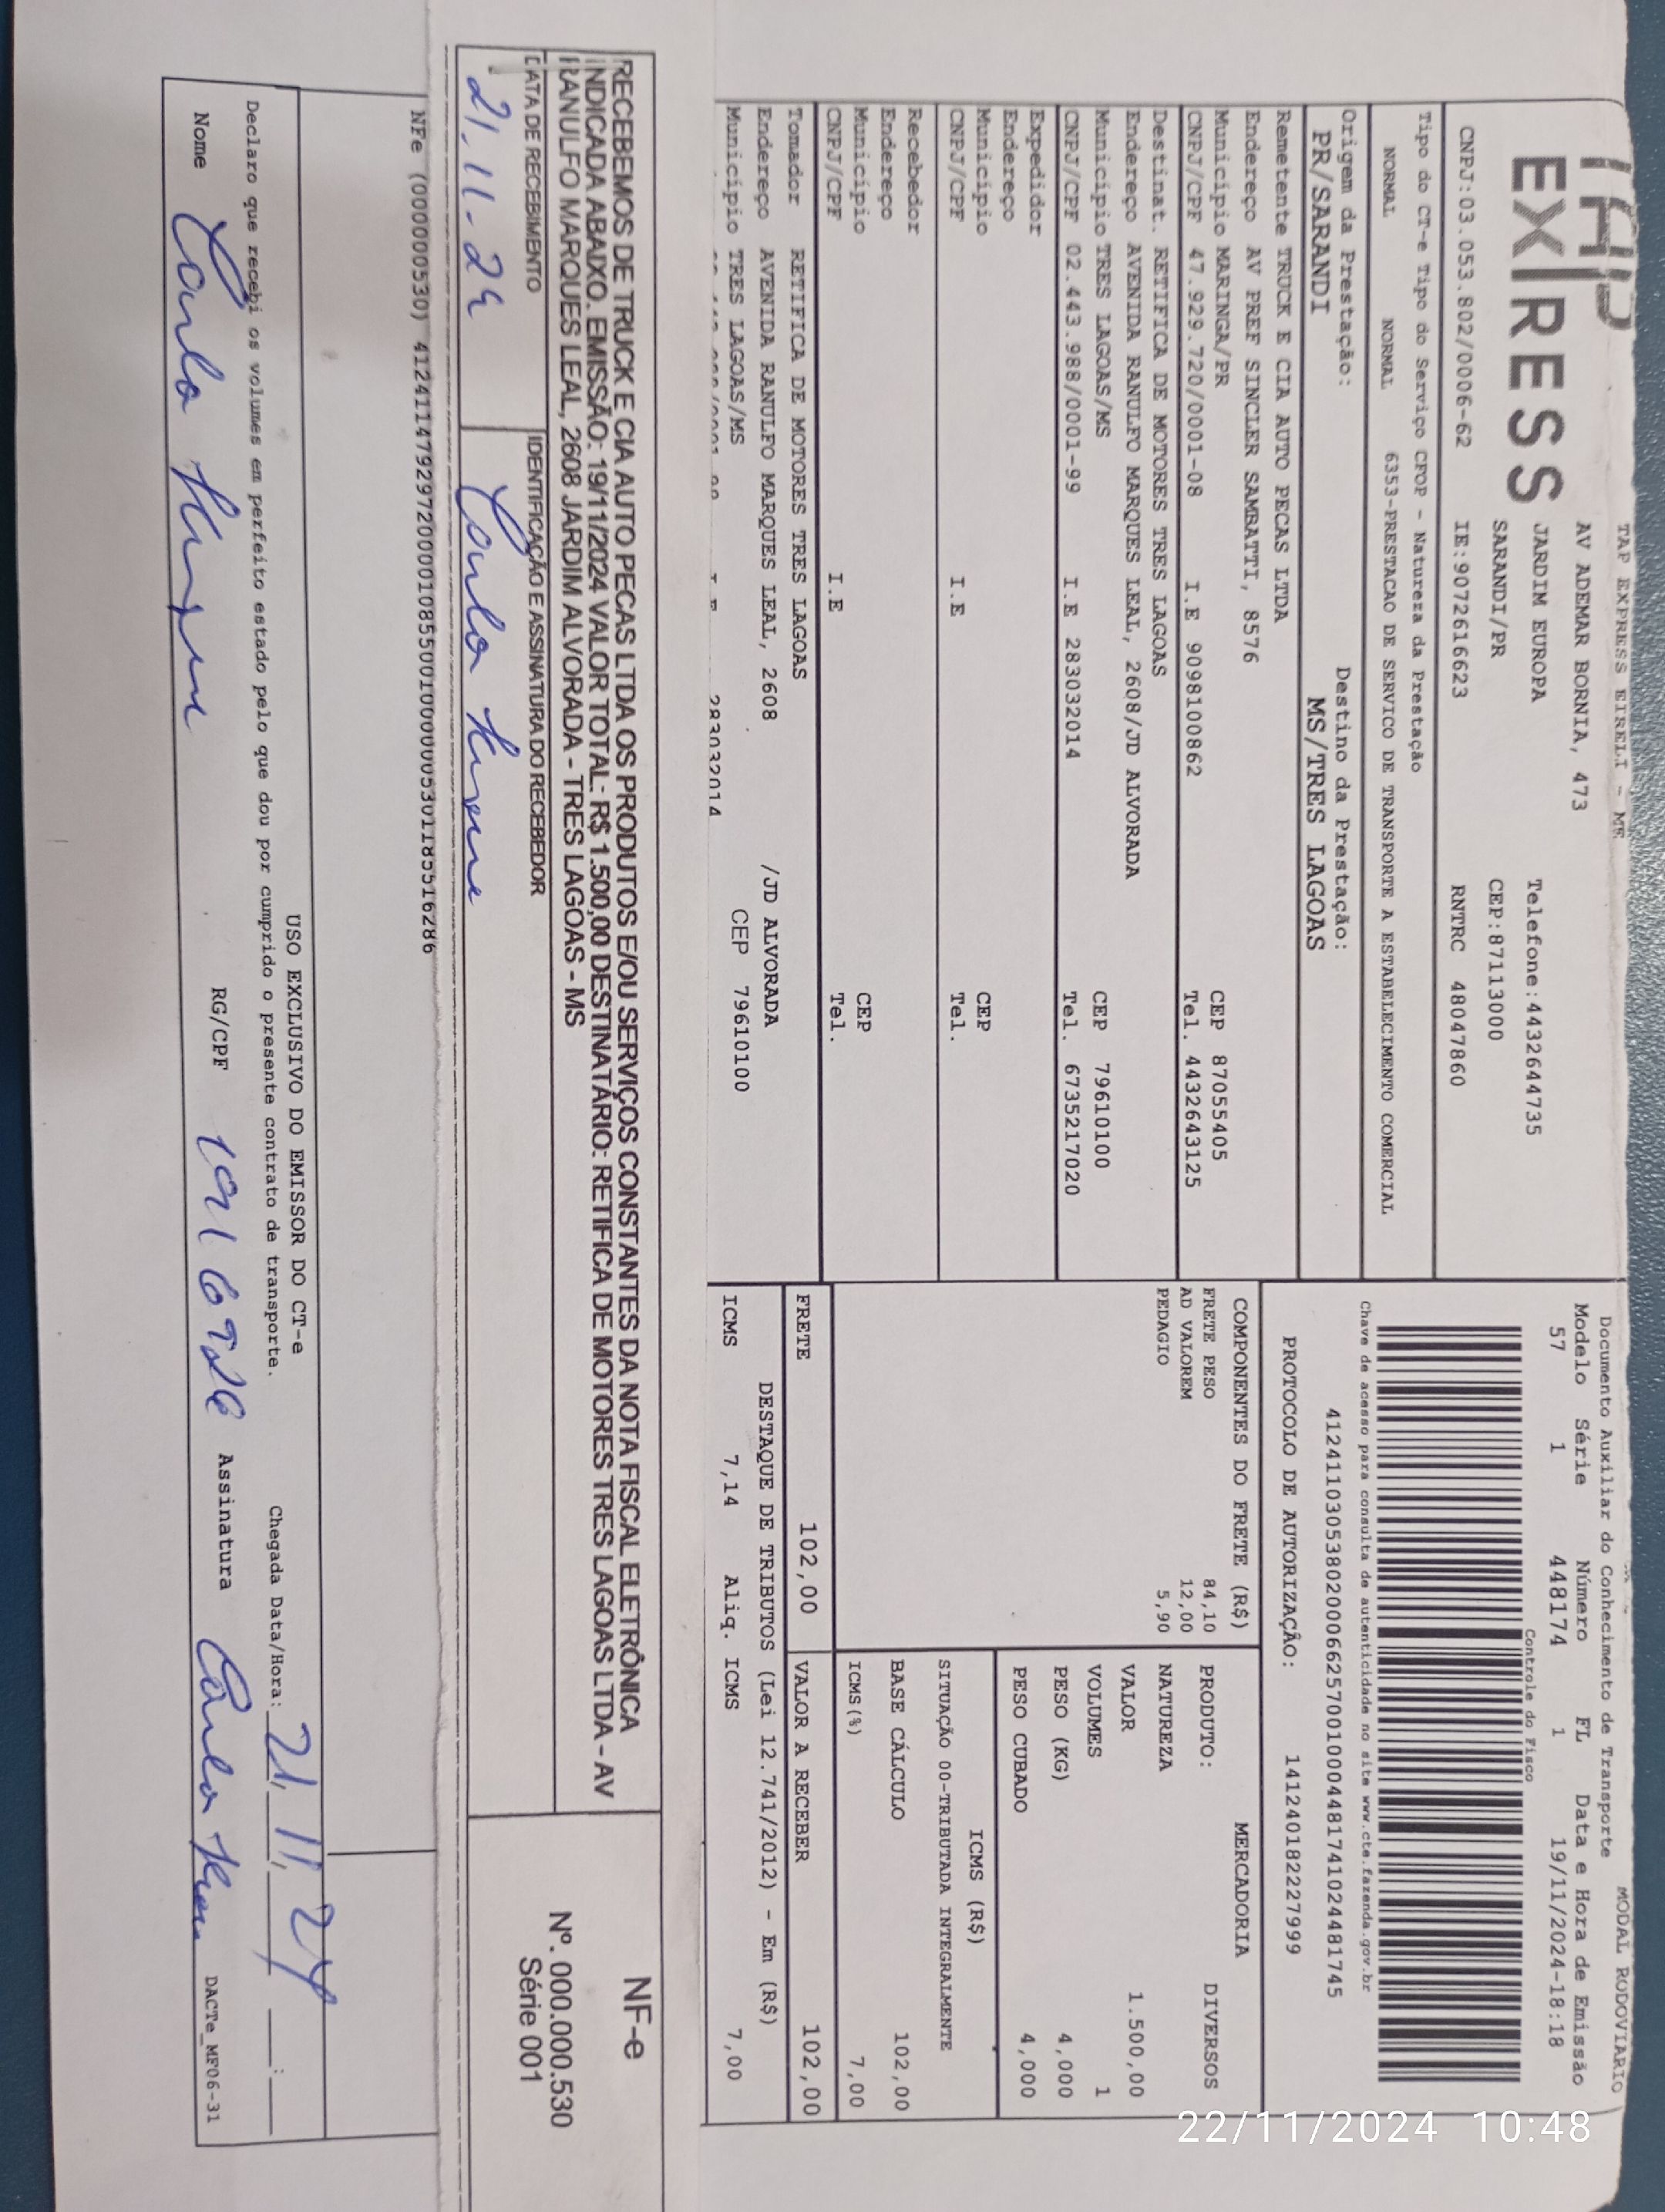 TAP
EX|RESS
TAP EXPRESS EIRELI - ME
AV ADEMAR BORNIA, 473
JARDIM EUROPA Telefone:4432644735
SARANDI/PR CEP:87113000
CNPJ:03.053.802/0006-62 IE:9072616623 RNTRC 48047860
Tipo do CT-e Tipo do Serviço CFOP - Natureza da Prestação
NORMAL NORMAL 6353-PRESTACAO DE SERVICO DE TRANSPORTE A ESTABELECIMENTO COMERCIAL
Origem da Prestação: Destino da Prestação:
PR/SARANDI MS/TRES LAGOAS
Remetente TRUCK E CIA AUTO PECAS LTDA
Endereço AV PREF SINCLER SAMBATTI, 8576
Município MARINGA/PR CEP 87055405
CNPJ/CPF 47.929.720/0001-08 I.E 9098100862 Tel. 4432643125
Destinat. RETIFICA DE MOTORES TRES LAGOAS
Endereço AVENIDA RANULFO MARQUES LEAL, 2608/JD ALVORADA
Município TRES LAGOAS/MS CEP 79610100
CNPJ/CPF 02.443.988/0001-99 I.E 283032014 Tel. 6735217020
Expedidor
Endereço
Município CEP
CNPJ/CPF I.E Tel.
Recebedor
Endereço
Município CEP
CNPJ/CPF I.E Tel.
Tomador RETIFICA DE MOTORES TRES LAGOAS
Endereço AVENIDA RANULFO MARQUES LEAL, 2608 /JD ALVORADA
Município TRES LAGOAS/MS CEP 79610100
283032014
MODAL RODOVIARIO
Documento Auxiliar do Conhecimento de Transporte
Modelo Série Número FL Data e Hora de Emissão
57 1 448174 1 19/11/2024-18:18
Controle do Fisco
Chave de acesso para consulta de autenticidade no site www.cte.fazenda.gov.br
41241103053802000662570010004481741024481745
PROTOCOLO DE AUTORIZAÇÃO: 141240182227999
COMPONENTES DO FRETE (R$)
FRETE PESO 84,10
AD VALOREM 12,00
PEDAGIO 5,90
MERCADORIA
PRODUTO: DIVERSOS
NATUREZA
VALOR 1.500,00
VOLUMES 1
PESO (KG) 4,000
PESO CUBADO 4,000
ICMS (R$)
SITUAÇÃO 00-TRIBUTADA INTEGRALMENTE
BASE CÁLCULO 102,00
ICMS(%) 7,00
FRETE 102,00 VALOR A RECEBER 102,00
DESTAQUE DE TRIBUTOS (Lei 12.741/2012) - Em (R$)
ICMS 7,14 Aliq. ICMS 7,00
RECEBEMOS DE TRUCK E CIA AUTO PECAS LTDA OS PRODUTOS E/OU SERVIÇOS CONSTANTES DA NOTA FISCAL ELETRÔNICA
INDICADA ABAIXO. EMISSÃO: 19/11/2024 VALOR TOTAL: R$ 1.500,00 DESTINATÁRIO: RETIFICA DE MOTORES TRES LAGOAS LTDA - AV
RANULFO MARQUES LEAL, 2608 JARDIM ALVORADA - TRES LAGOAS - MS
DATA DE RECEBIMENTO IDENTIFICAÇÃO E ASSINATURA DO RECEBEDOR
21.11.24
NF-e
Nº. 000.000.530
Série 001
NFe (000000530) 41241147929720000108550010000005301185516286
USO EXCLUSIVO DO EMISSOR DO CT-e
Declaro que recebi os volumes em perfeito estado pelo que dou por cumprido o presente contrato de transporte. Chegada Data/Hora: 21, 11, 24 :
Nome RG/CPF Assinatura DACTe_MF06-31
22/11/2024 10:48